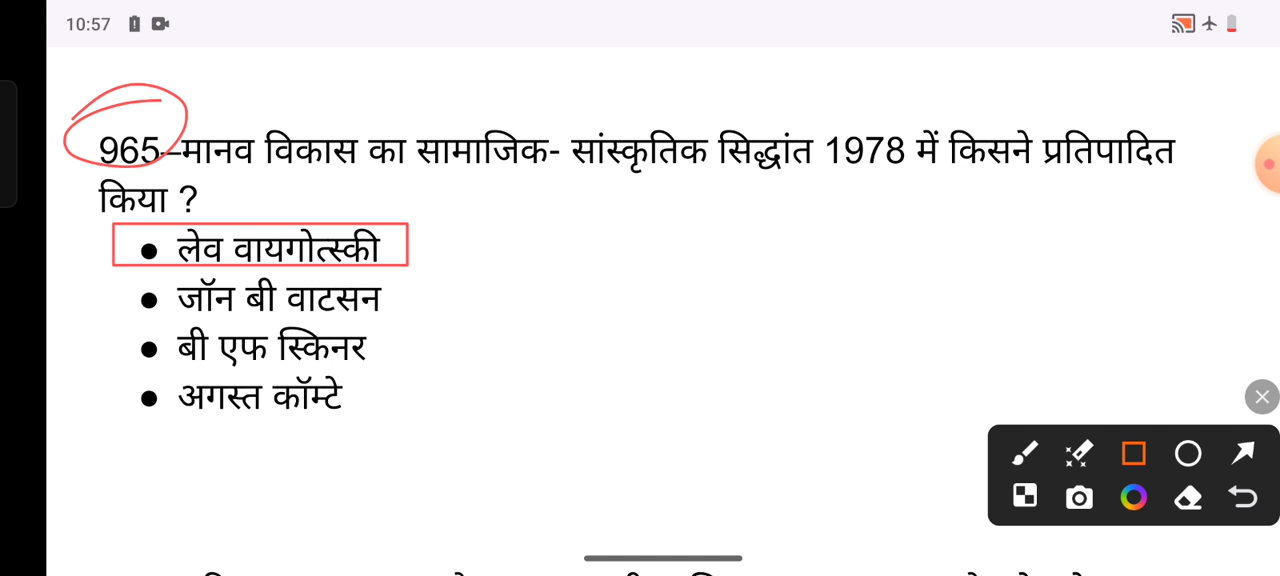 10:57
965–मानव विकास का सामाजिक- सांस्कृतिक सिद्धांत 1978 में किसने प्रतिपादित
किया ?
● लेव वायगोत्स्की
● जॉन बी वाटसन
● बी एफ स्किनर
● अगस्त कॉम्टे